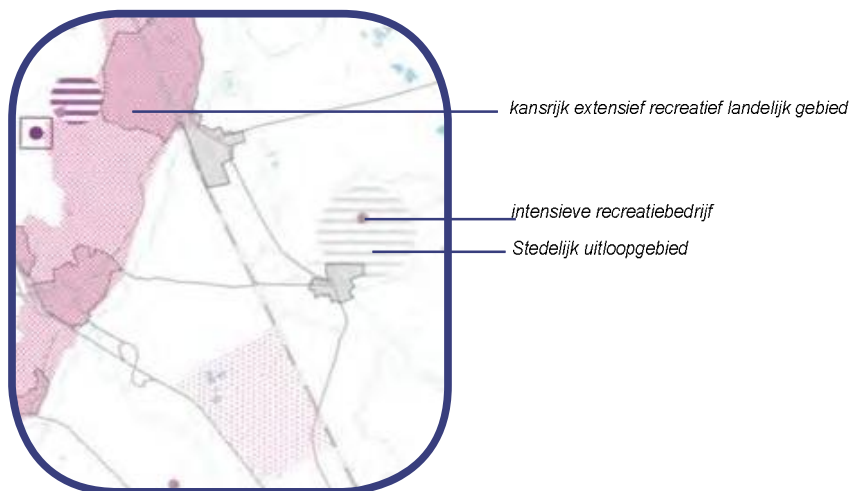 kansrijk extensief recreatief landelijk gebied
intensieve recreatiebedrijf
Stedelijk uitloopgebied